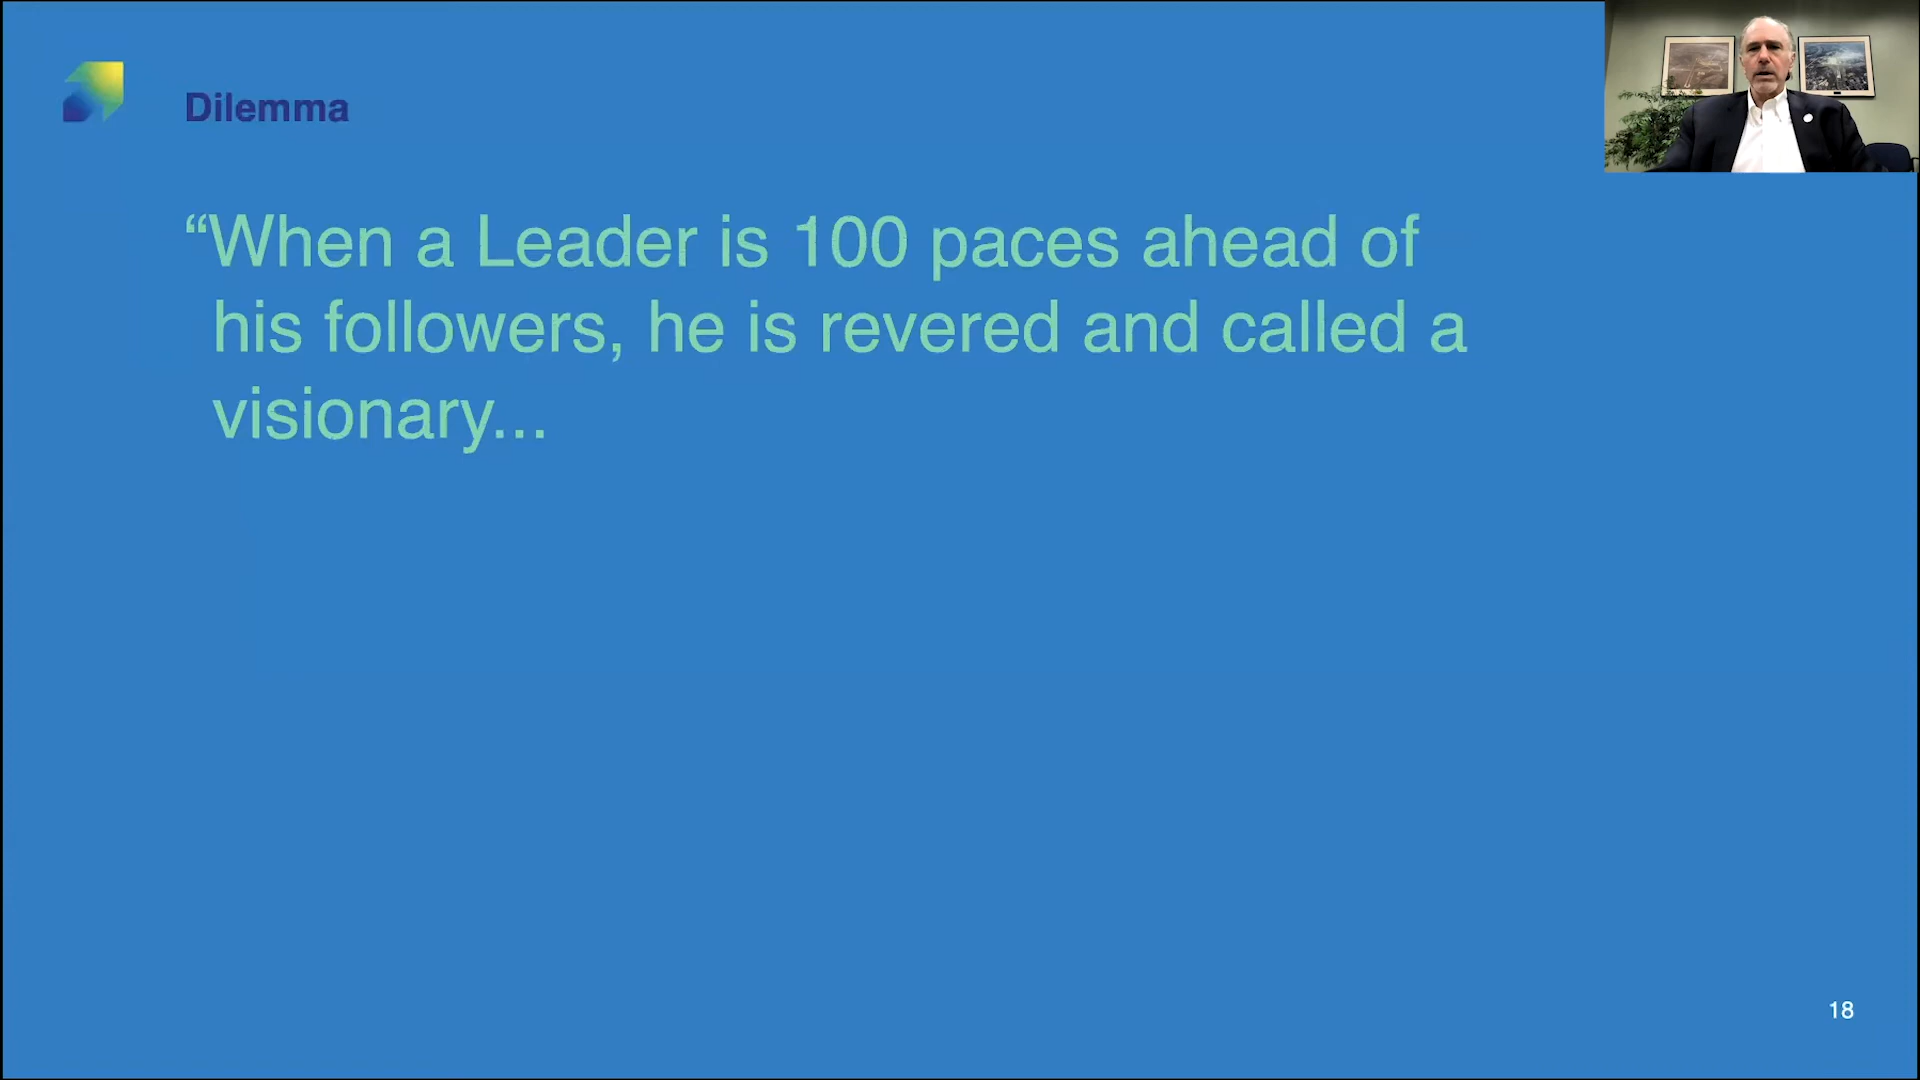 Dilemma
“When a Leader is 100 paces ahead of
his followers, he is revered and called a
visionary...
18